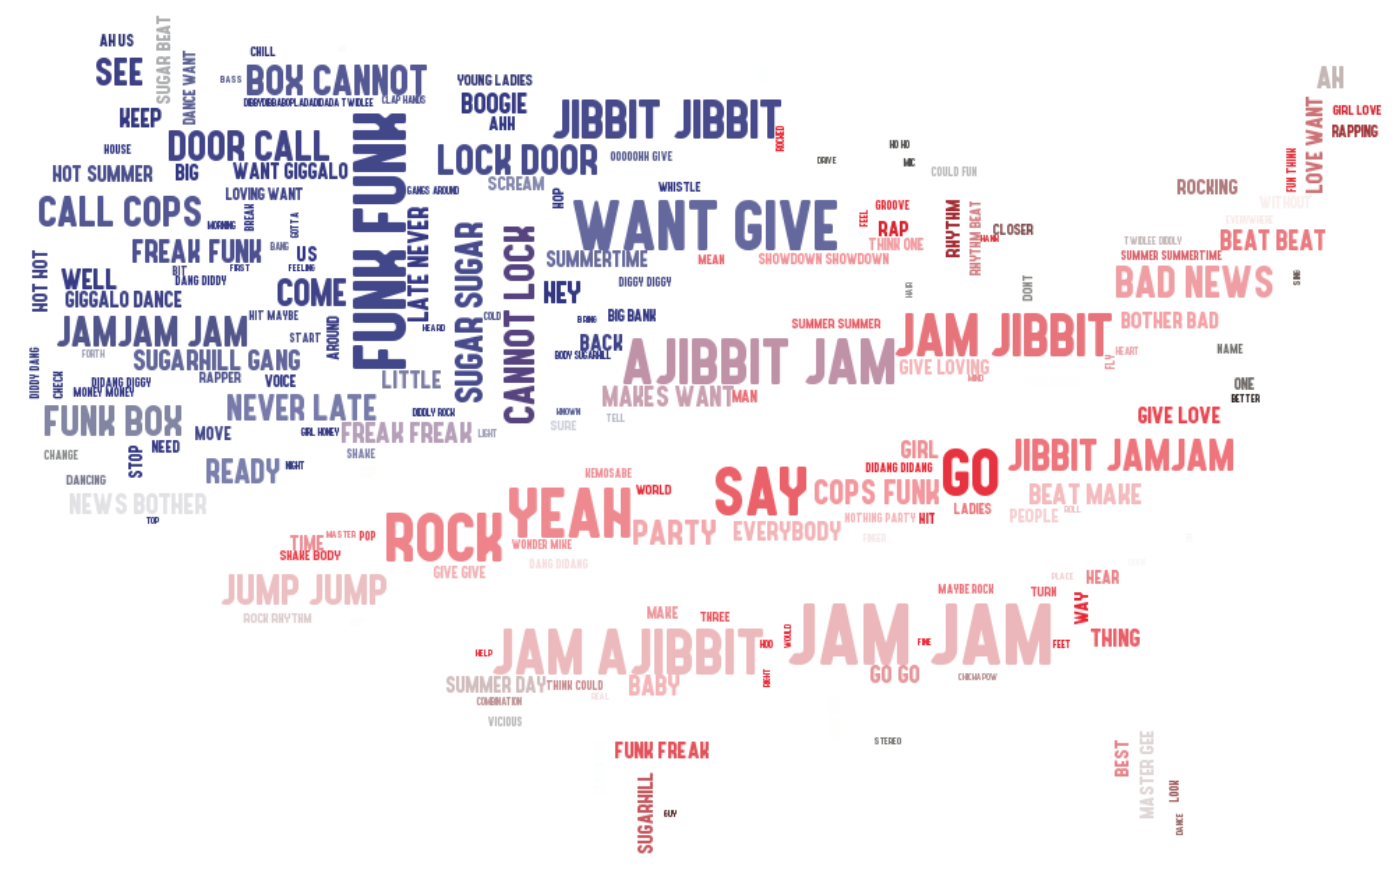 AH US
SEE
SUGAR BEAT
DANCE WANT
KEEP
CHILL
BASS
BOX CANNOT
CLAP HANDS
YOUNG LADIES
BOOGIE
AHH
JIBBIT JIBBIT
ROCKED
HOUSE
DOOR CALL
HOT SUMMER
BIG
WANT GIGGALO
LOVING WANT
FUNK FUNK
LOCK DOOR
OOOOOHH GIVE
SCREAM
GANGS AROUND
HOP
WHISTLE
DRIVE
HO HO
MIC
COULD FUN
AH
GIRL LOVE
RAPPING
LOVE WANT
FUN THINK
ROCKING
WITHOUT
EVERYWHERE
CALL COPS
MORNING
BREAK
GOTTA
LATE NEVER
SUGAR SUGAR
CANNOT LOCK
WANT GIVE
FEEL
GROOVE
RAP
THINK ONE
RHYTHM
RHYTHM BEAT
HANH
CLOSER
TWIDLEE DIDDLY
BEAT BEAT
SUMMER SUMMERTIME
FREAK FUNK
BANG
US
FIRST
FEELING
HOT HOT
WELL
BIT
DANG DIDDY
GIGGALO DANCE
COME
SUMMERTIME
MEAN
SHOWDOWN SHOWDOWN
DIGGY DIGGY
HEY
HAIR
DONT
BAD NEWS
SING
JAMJAM JAM
HIT MAYBE
START
AROUND
HEARD
COLD
BRING
BIG BANK
BACK
BODY SUGARHILL
SUMMER SUMMER
JAM JIBBIT
BOTHER BAD
FORTH
SUGARHILL GANG
DIDDY DANG
CHECK
DIDANG DIGGY
MONEY MONEY
RAPPER
VOICE
LITTLE
AJIBBIT JAM
GIVE LOVING
MIND
FLY
HEART
NAME
ONE
BETTER
MAKES WANT
MAN
FUNK BOX
NEVER LATE
DIDDLY ROCK
KNOWN
SURE
TELL
GIVE LOVE
MOVE
GIRL HONEY
FREAK FREAK
LIGHT
CHANGE
STOP
NEED
READY
NIGHT
SHAKE
GIRL
DIDANG DIDANG
GO
JIBBIT JAMJAM
DANCING
NEWS BOTHER
TOP
KEMOSABE
WORLD
SAY
COPS FUNK
LADIES
BEAT MAKE
PEOPLE
ROLL
YEAH
ROCK
PARTY
EVERYBODY
NOTHING PARTY
HIT
FREER
TIME
MASTER
POP
SHAKE BODY
WONDER MIKE
DANG DIDANG
GIVE GIVE
JUMP JUMP
ROCK RHYTHM
PLACE
HEAR
MAYBE ROCK
TURN
WAY
THING
MAKE
THREE
JAM AJIBBIT
HOO
WOULD
JAM JAM
FINE
FEET
HELP
RIGHT
GO GO
CHICKA POW
SUMMER DAY
THINK COULD
BABY
REAL
COMBINATION
VICIOUS
STEREO
FUNK FREAK
SUGARHILL
GUY
BEST
MASTER GEE
LOOK
DANCE